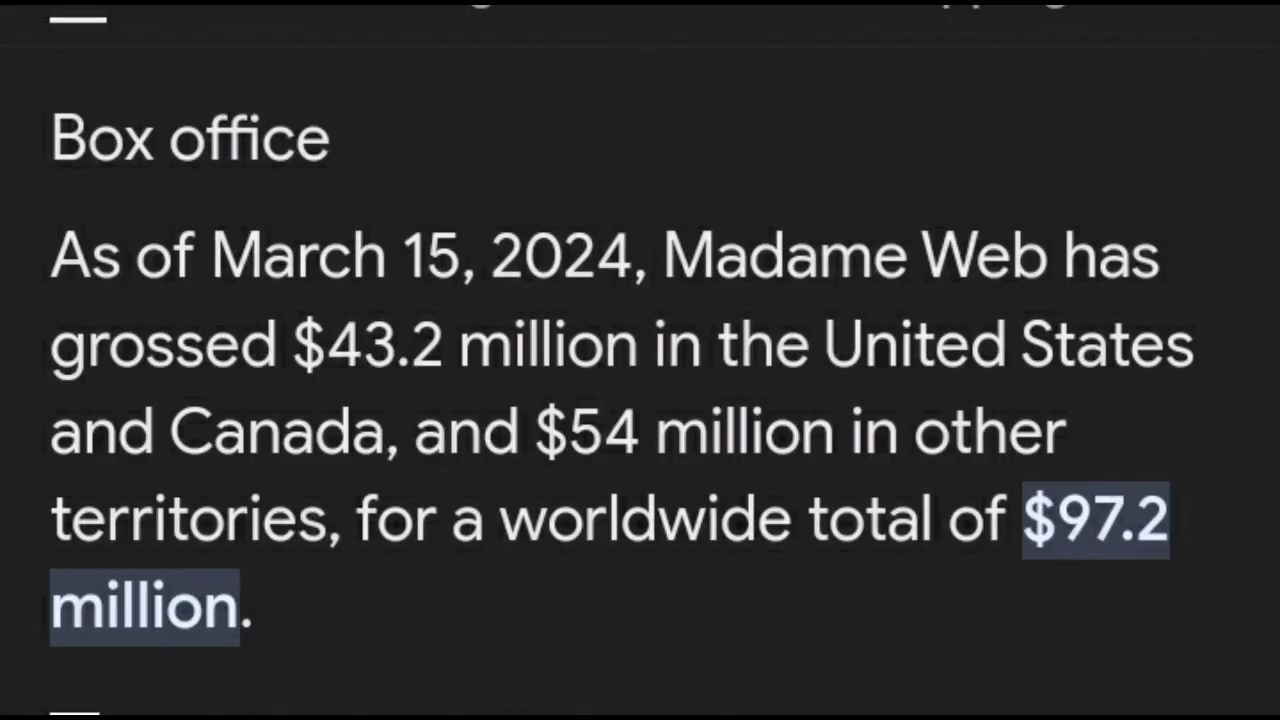 Box office
As of March 15, 2024, Madame Web has
grossed $43.2 million in the United States
and Canada, and $54 million in other
territories, for a worldwide total of $97.2
million.